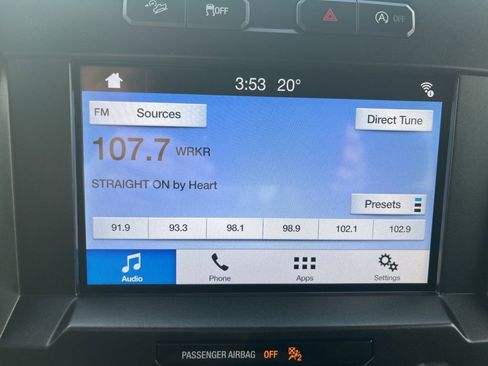 OFF
A OFF
3:53 20°
FM Sources
Direct Tune
107.7 WRKR
STRAIGHT ON by Heart
Presets
91.9 93.3 98.1 98.9 102.1 102.9
Audio Phone Apps Settings
PASSENGER AIRBAG OFF 2